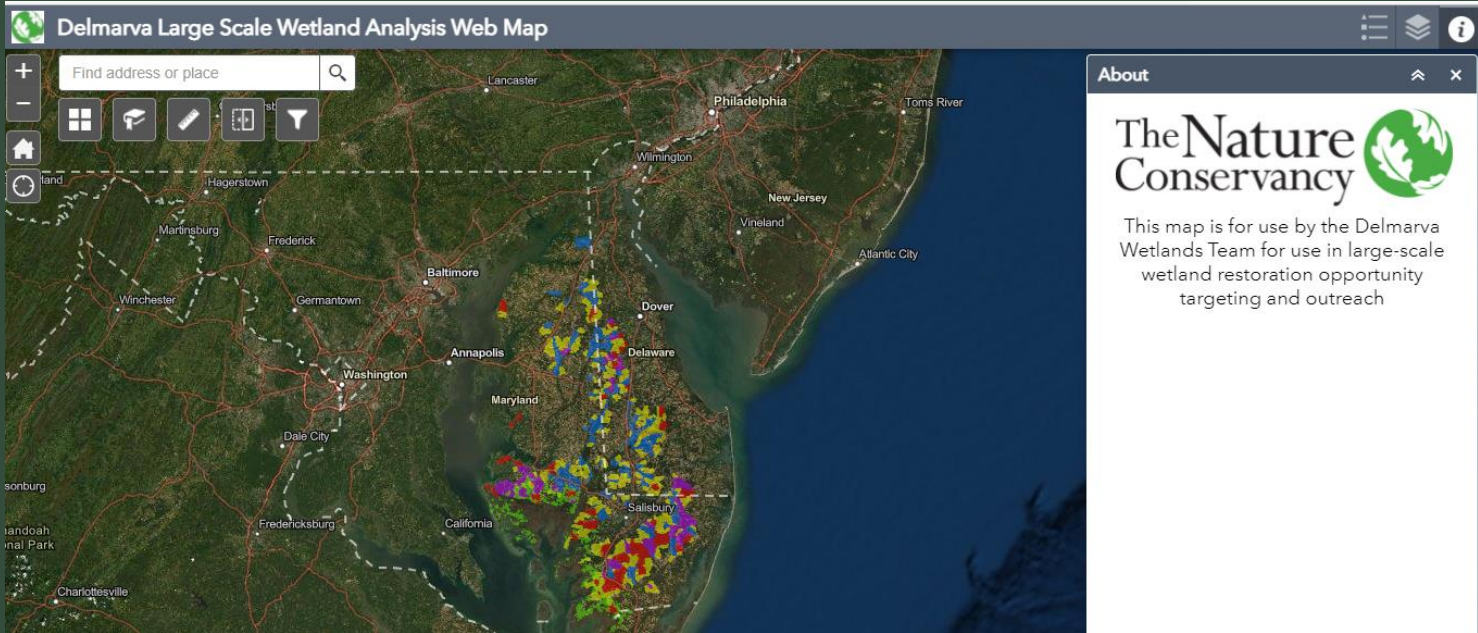 Delmarva Large Scale Wetland Analysis Web Map
Find address or place
About
The Nature
Conservancy
This map is for use by the Delmarva
Wetlands Team for use in large-scale
wetland restoration opportunity
targeting and outreach
Lancaster
Philadelphia
Toms River
Wilmington
Hagerstown
New Jersey
Vineland
Martinsburg
Frederick
Atlantic City
Baltimore
Winchester
Germantown
Dover
Annapolis
Delaware
Washington
Maryland
Dale City
Salisbury
Fredericksburg
California
Charlottesville